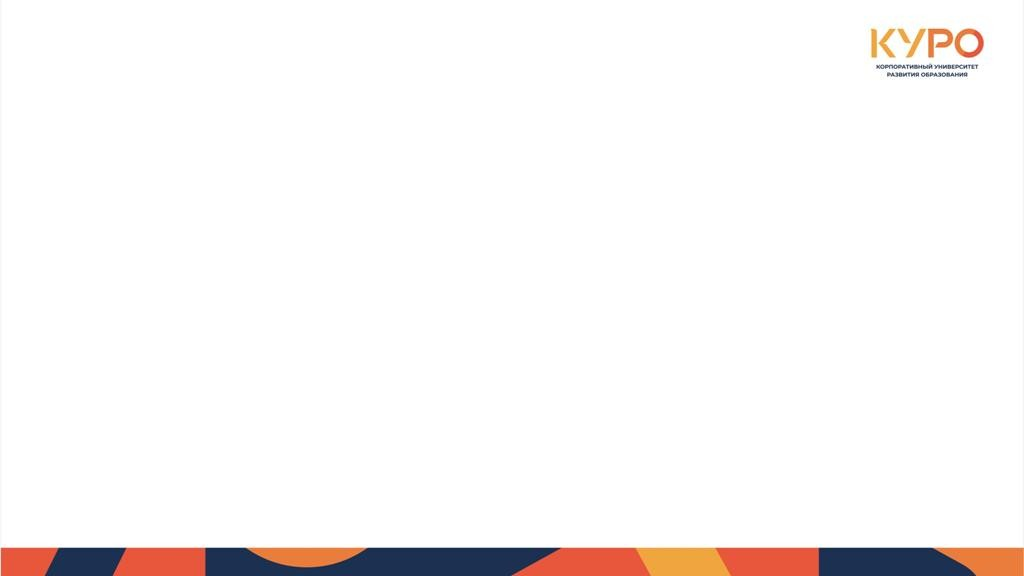 КУРО
КОРПОРАТИВНЫЙ УНИВЕРСИТЕТ
РАЗВИТИЯ ОБРАЗОВАНИЯ